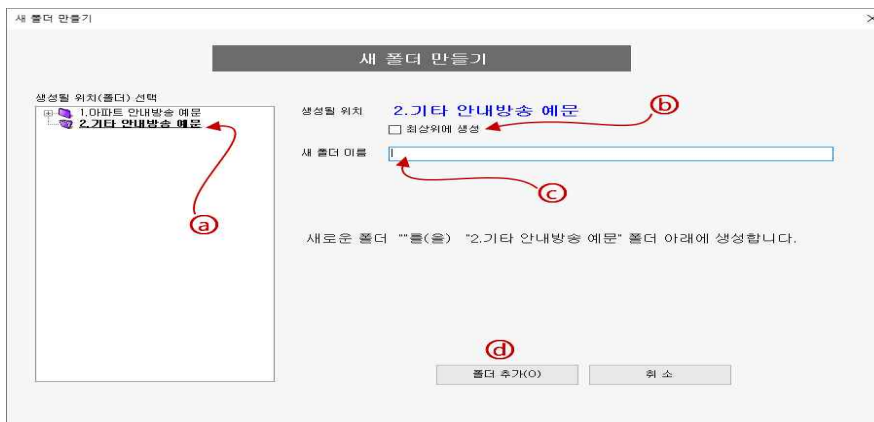 새 폴더 만들기
새 폴더 만들기
생성될 위치(폴더) 선택
1.아파트 안내방송 예문
2.기타 안내방송 예문
생성될 위치 2.기타 안내방송 예문
최상위에 생성
새 폴더 이름
ⓐ
ⓑ
ⓒ
새로운 폴더 ""를(을) "2.기타 안내방송 예문" 폴더 아래에 생성합니다.
ⓓ
폴더 추가(O) 취 소